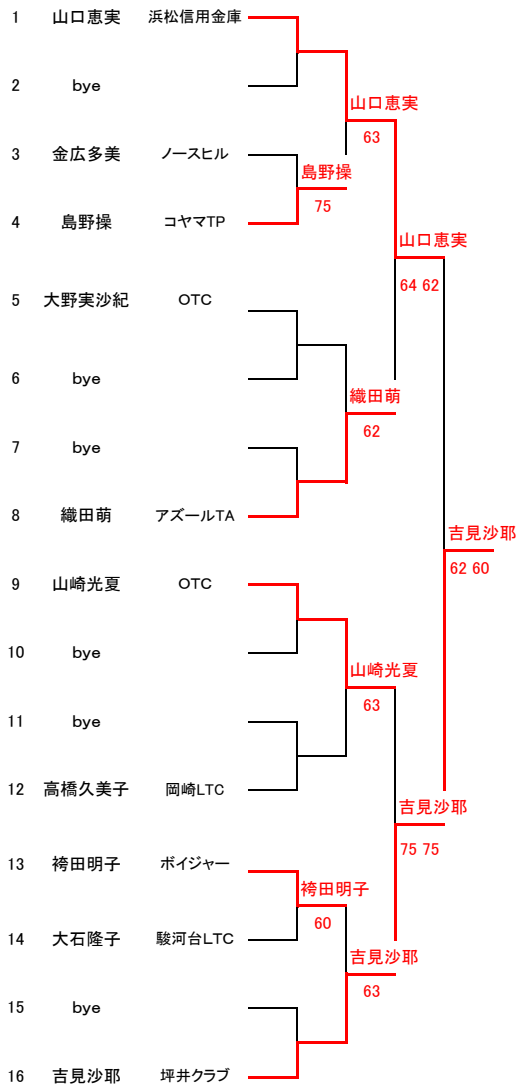 1 山口恵実 浜松信用金庫
2 bye
山口恵実
63
3 金広多美 ノースヒル
島野操
75
4 島野操 コヤマTP
山口恵実
64 62
5 大野実沙紀 OTC
6 bye
織田萌
62
7 bye
8 織田萌 アズールTA
吉見沙耶
62 60
9 山崎光夏 OTC
10 bye
山崎光夏
63
11 bye
12 高橋久美子 岡崎LTC
吉見沙耶
75 75
13 袴田明子 ボイジャー
袴田明子
60
14 大石隆子 駿河台LTC
吉見沙耶
63
15 bye
16 吉見沙耶 坪井クラブ